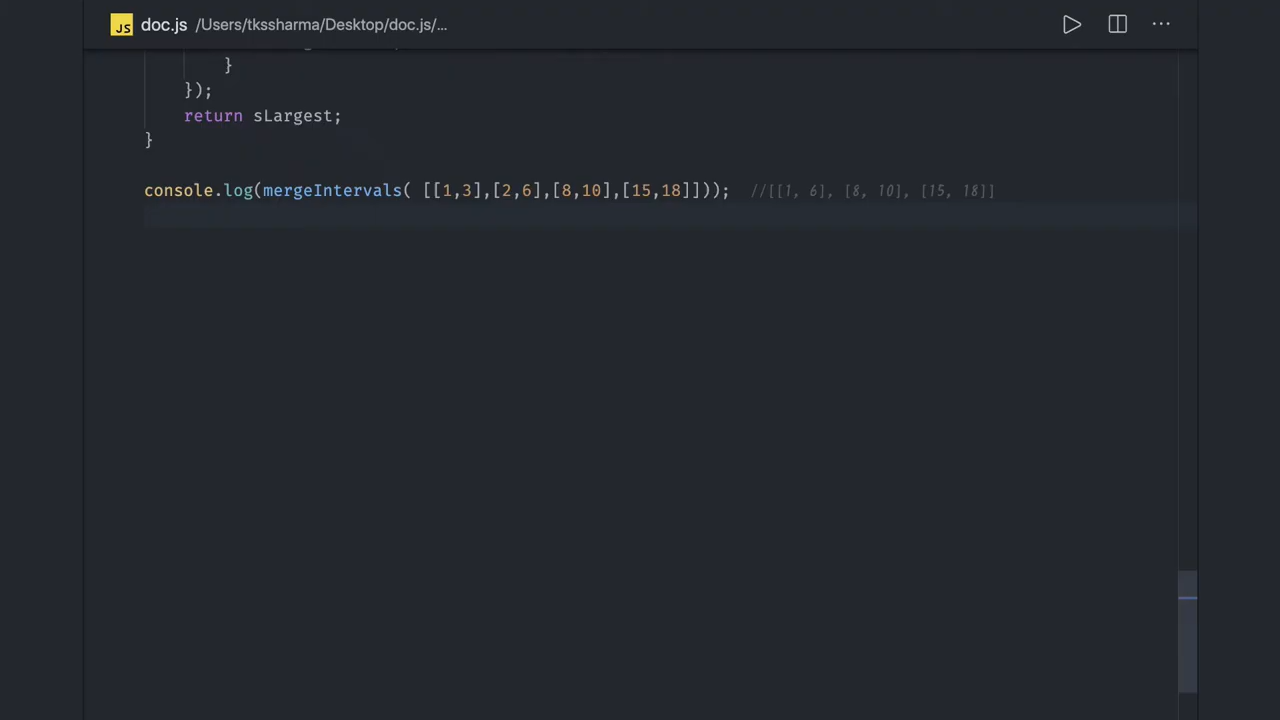 JS doc.js /Users/tkssharma/Desktop/doc.js/...
}
});
return sLargest;
}
console.log(mergeIntervals( [[1,3],[2,6],[8,10],[15,18]])); //[[1, 6], [8, 10], [15, 18]]